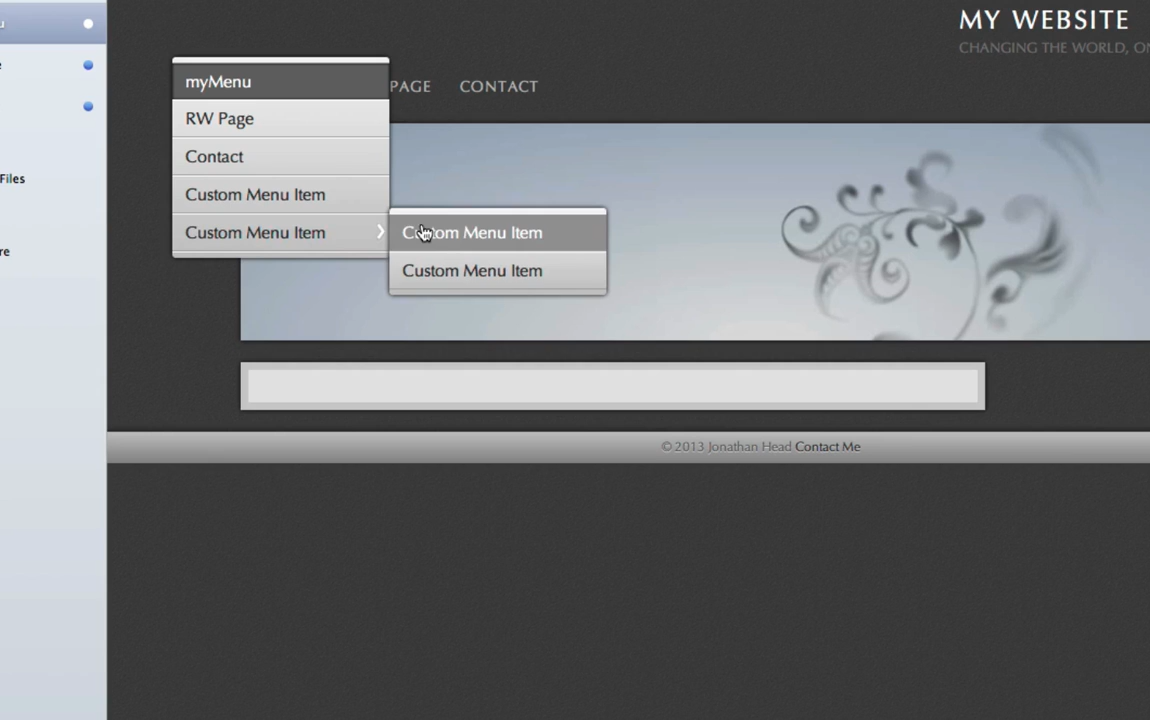 MY WEBSITE
CHANGING THE WORLD, ON
PAGE
CONTACT
myMenu
RW Page
Contact
Custom Menu Item
Custom Menu Item
Custom Menu Item
Custom Menu Item
Files
© 2013 Jonathan Head Contact Me